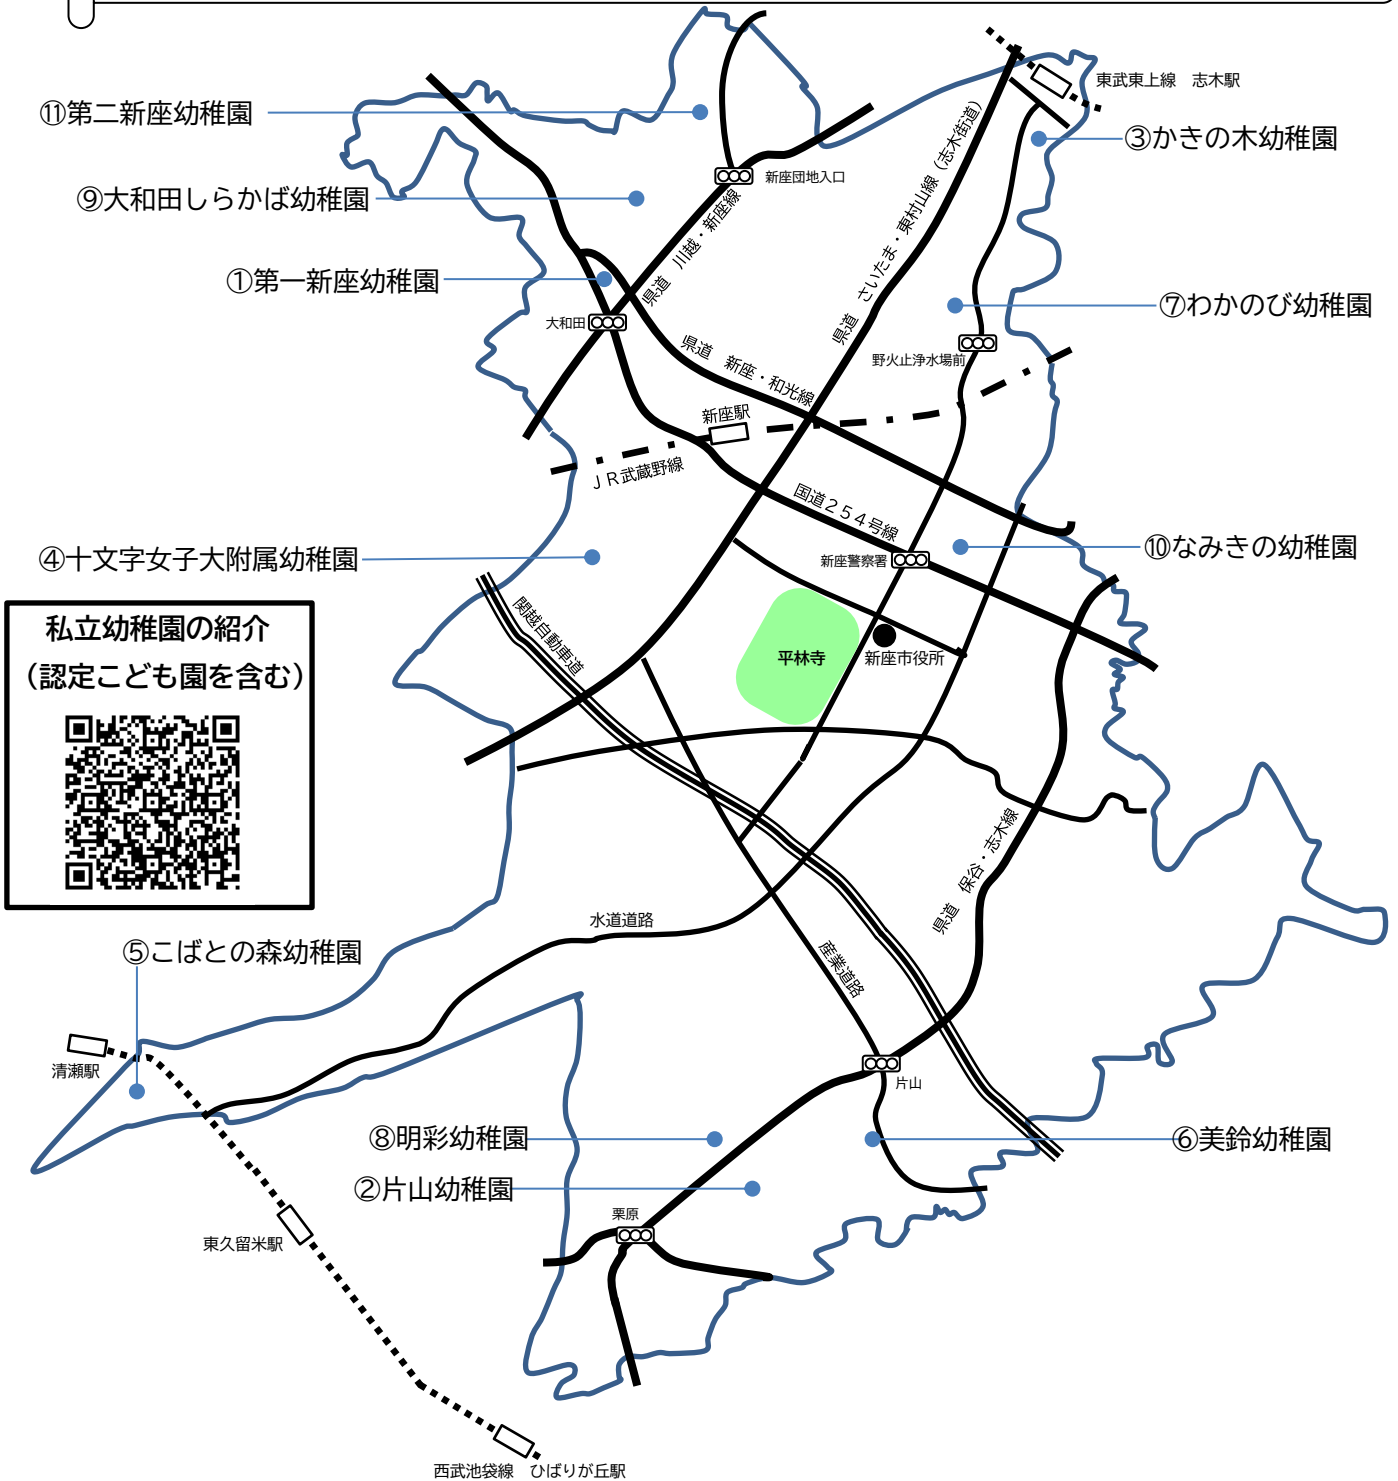 東武東上線　志木駅
⑪第二新座幼稚園
③かきの木幼稚園
新座団地入口
⑨大和田しらかば幼稚園
県道　川越・新座線
県道　さいたま・東村山線（志木街道）
①第一新座幼稚園
⑦わかのび幼稚園
大和田
県道　新座・和光線
野火止浄水場前
新座駅
ＪＲ武蔵野線
国道２５４号線
④十文字女子大附属幼稚園
新座警察署
⑩なみきの幼稚園
関越自動車道
私立幼稚園の紹介
（認定こども園を含む）
平林寺
新座市役所
県道　保谷・志木線
水道道路
産業道路
⑤こばとの森幼稚園
清瀬駅
片山
⑧明彩幼稚園
⑥美鈴幼稚園
②片山幼稚園
栗原
東久留米駅
西武池袋線　ひばりが丘駅